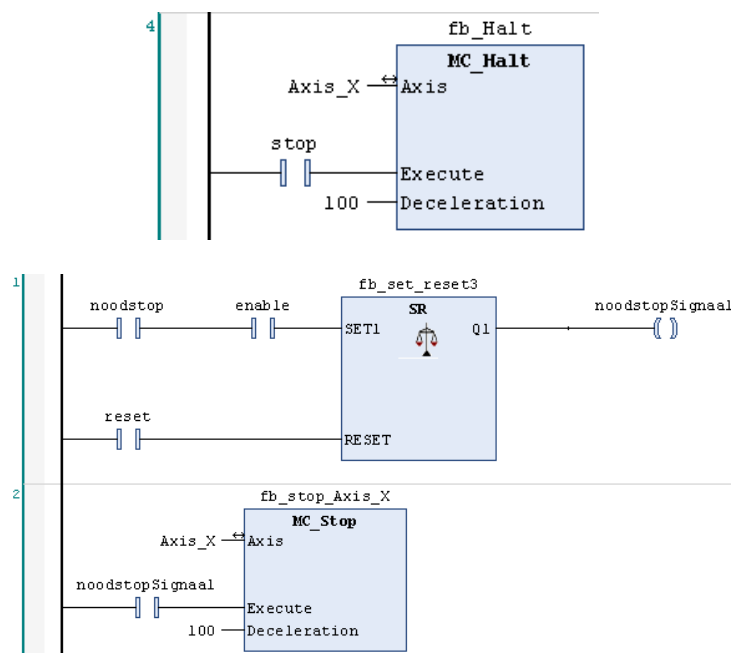 4
fb_Halt
MC_Halt
Axis_X Axis
stop
Execute
100 Deceleration
1
fb_set_reset3
noodstop enable SR noodstopSignaal
SET1 Q1
reset
RESET
2
fb_stop_Axis_X
MC_Stop
Axis_X Axis
noodstopSignaal
Execute
100 Deceleration